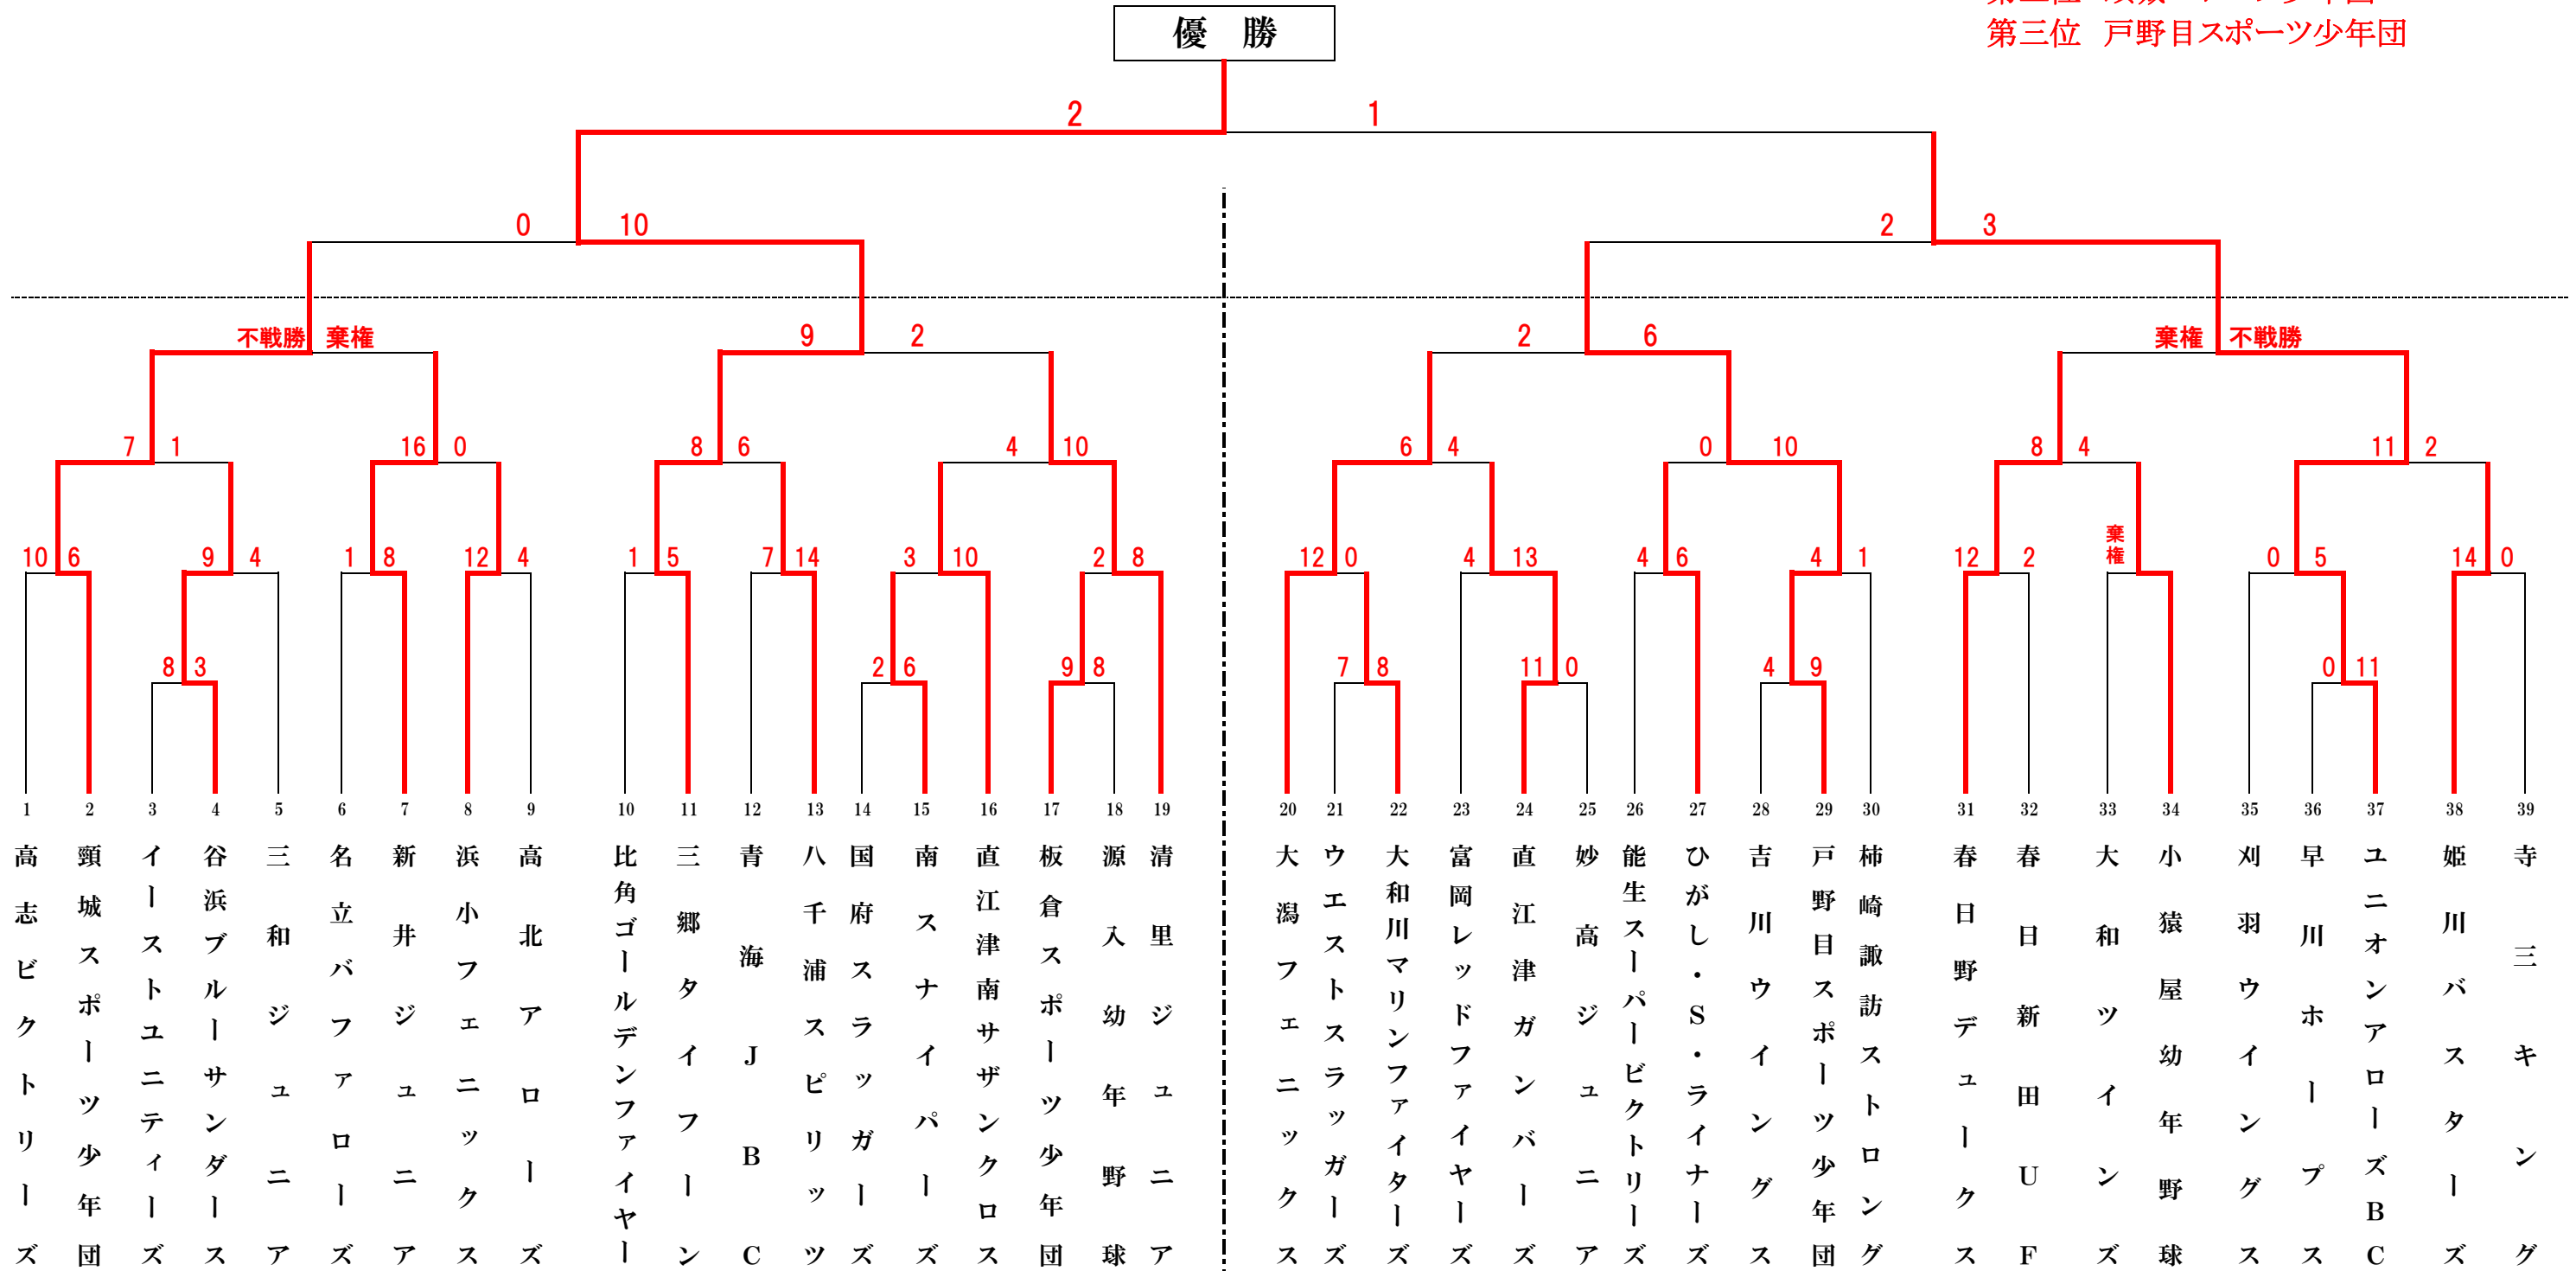 第三位 戸野目スポーツ少年団
優 勝
2 1
0 10 2 3
不戦勝 棄権 9 2 2 6 棄権 不戦勝
7 1 16 0 8 6 4 10 6 4 0 10 8 4 11 2
10 6 9 4 1 8 12 4 1 5 7 14 3 10 2 8 12 0 4 13 4 6 4 1 12 2 棄権 0 5 14 0
8 3 2 6 9 8 7 8 11 0 4 9 0 11
1 高志ビクトリーズ
2 頸城スポーツ少年団
3 イーストユニティーズ
4 谷浜ブルーサンダース
5 三和ジュニア
6 名立バファローズ
7 新井ジュニア
8 浜小フェニックス
9 高北アローズ
10 比角ゴールデンファイヤー
11 三郷タイフーン
12 青海JBC
13 八千浦スピリッツ
14 国府スラッガーズ
15 南スナイパーズ
16 直江津南サザンクロス
17 板倉スポーツ少年団
18 源入幼年野球
19 清里ジュニア
20 大潟フェニックス
21 ウエストスラッガーズ
22 大和川マリンファイターズ
23 富岡レッドファイヤーズ
24 直江津ガンバーズ
25 妙高ジュニア
26 能生スーパービクトリーズ
27 ひがし・S・ライナーズ
28 吉川ウイングス
29 戸野目スポーツ少年団
30 柿崎諏訪ストロング
31 春日野デュークス
32 春日新田UF
33 大和ツインズ
34 小猿屋幼年野球
35 刈羽ウイングス
36 早川ホープス
37 ユニオンアローズBC
38 姫川バスターズ
39 寺三キング